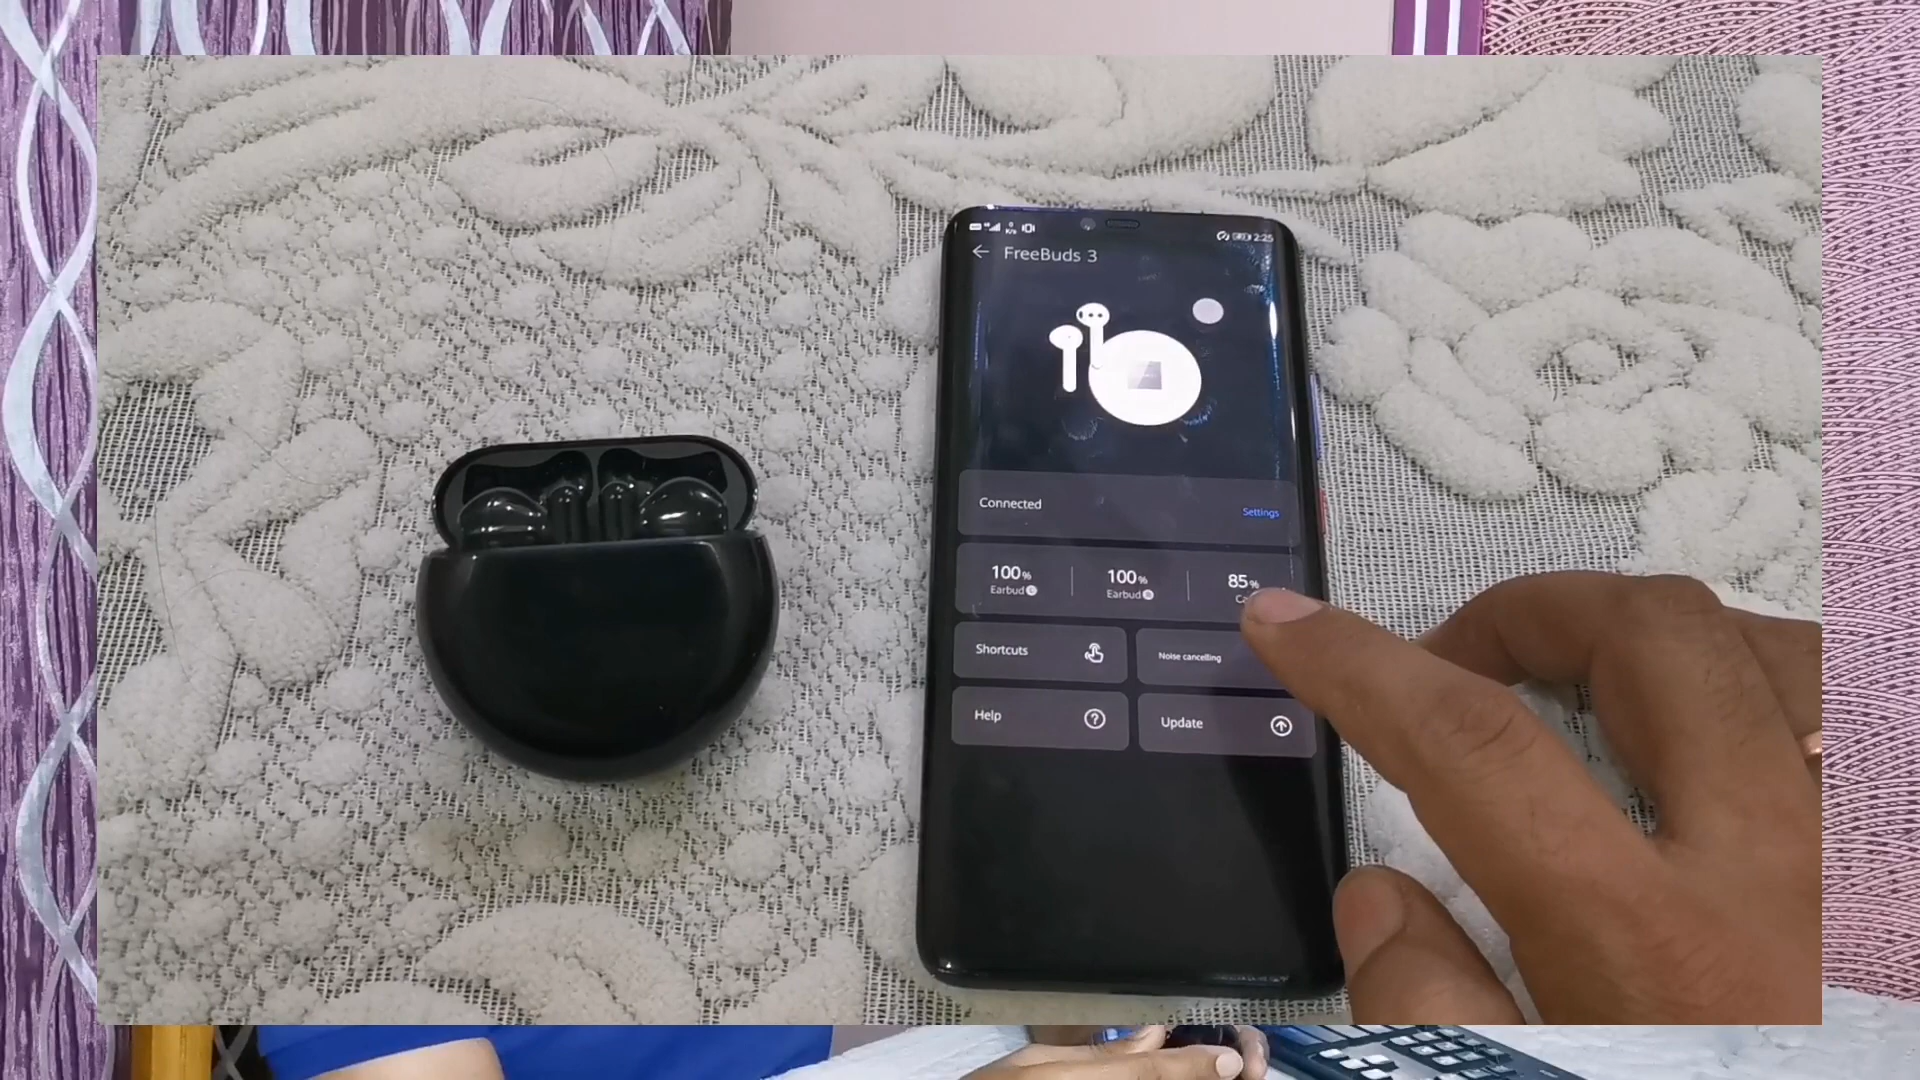 2:25
FreeBuds 3
Connected
Settings
100%
Earbud L
100%
Earbud R
85%
Shortcuts
Noise cancelling
Help
Update